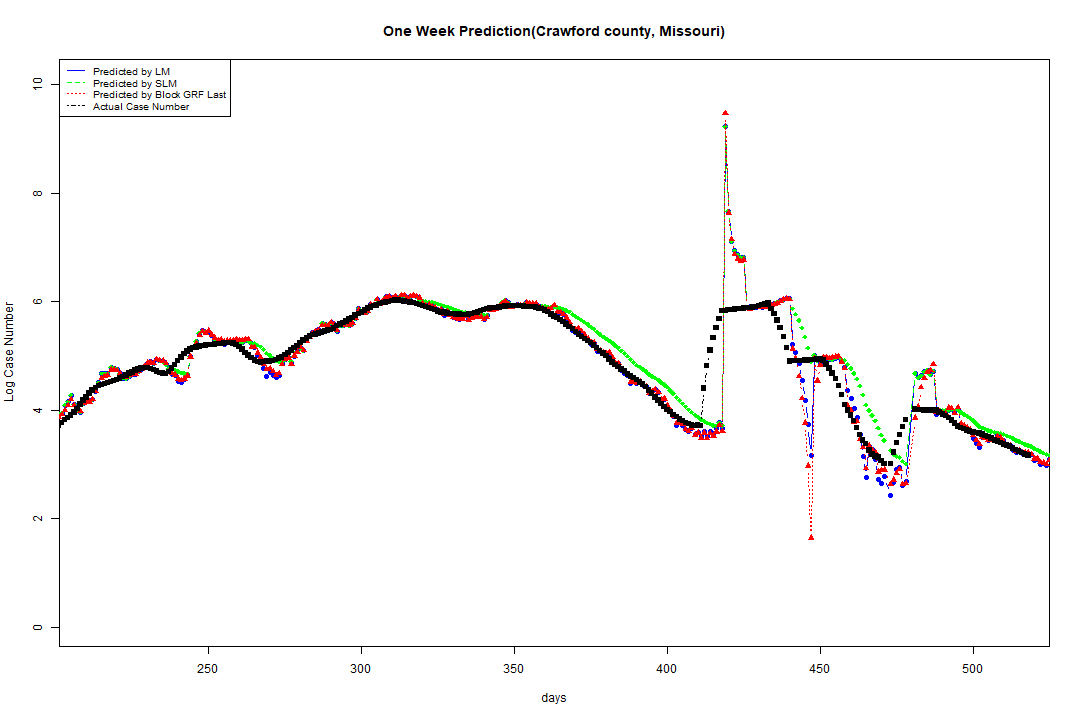 One Week Prediction(Crawford county, Missouri)
Predicted by LM
Predicted by SLM
Predicted by Block GRF Last
Actual Case Number
Log Case Number
10
8
6
4
2
0
250
300
350
400
450
500
days